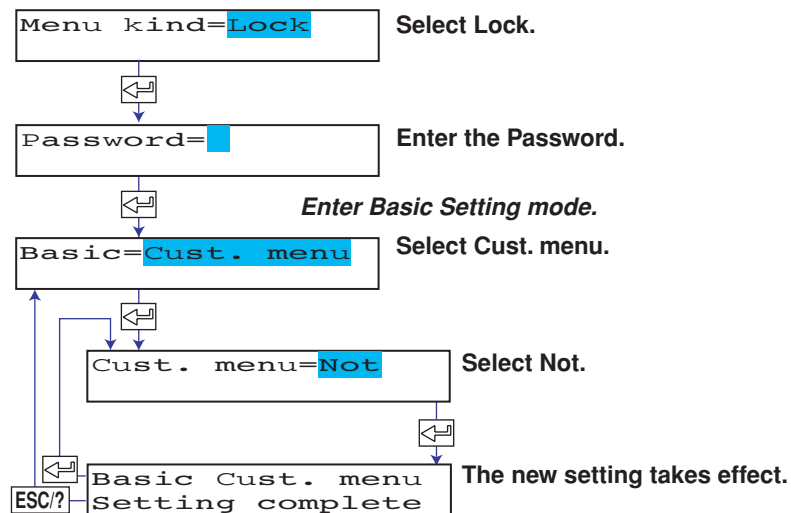 Menu kind=Lock
Select Lock.
Password=
Enter the Password.
Enter Basic Setting mode.
Basic=Cust. menu
Select Cust. menu.
Cust. menu=Not
Select Not.
Basic Cust. menu
Setting complete
The new setting takes effect.
ESC/?